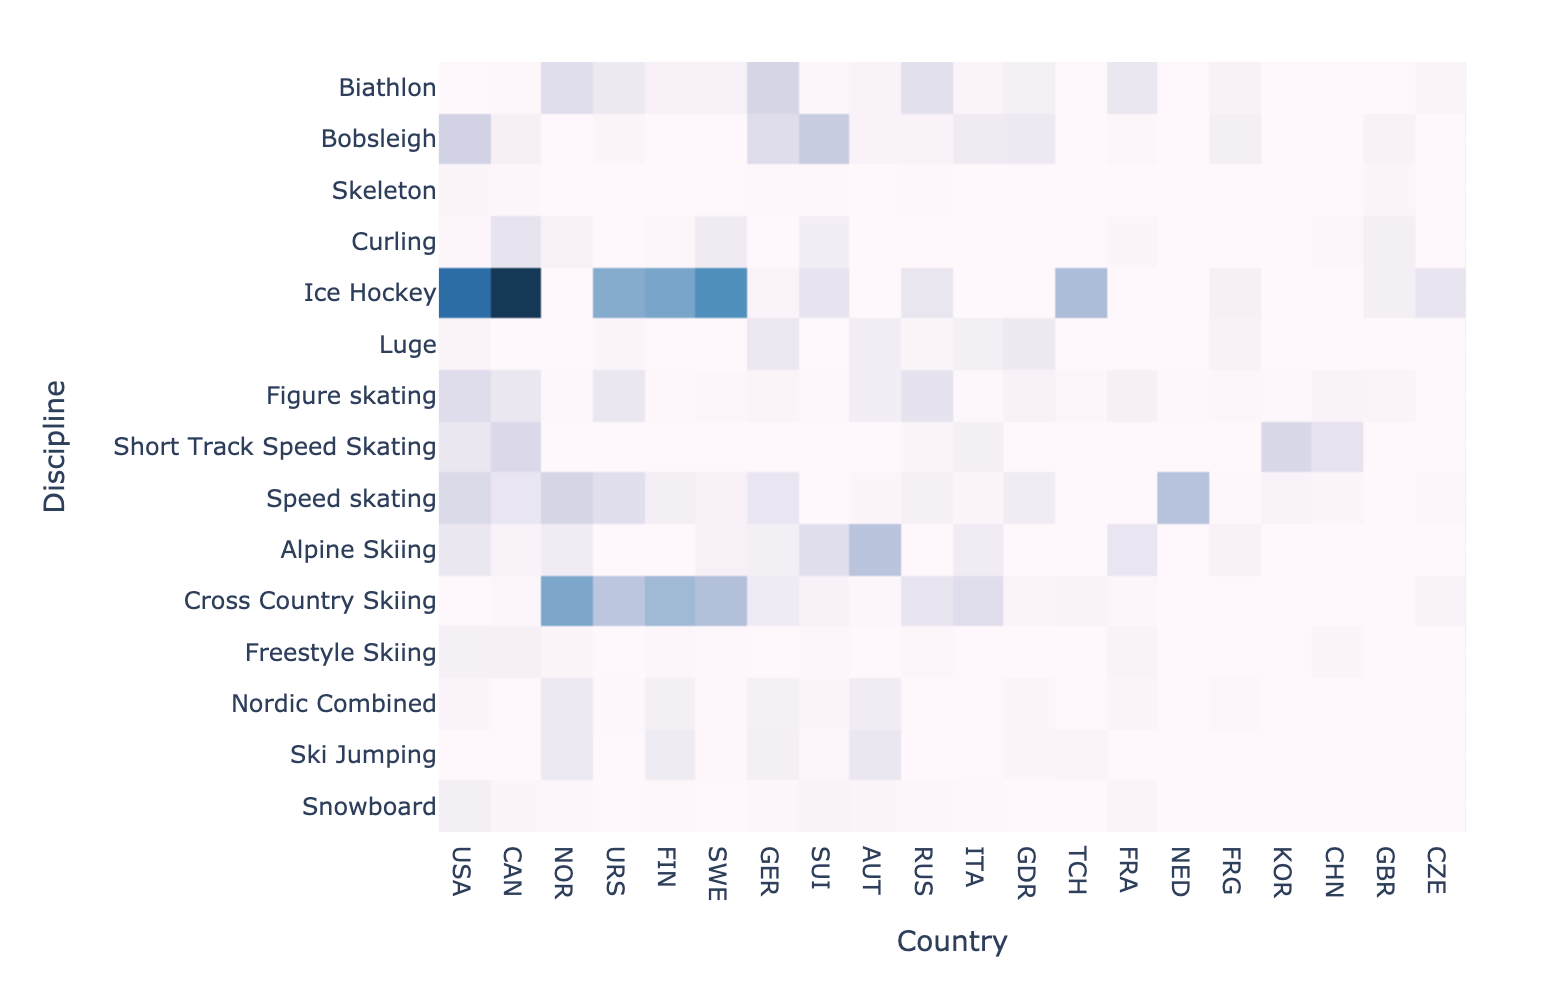 Biathlon
Bobsleigh
Skeleton
Curling
Ice Hockey
Luge
Figure skating
Short Track Speed Skating
Speed skating
Alpine Skiing
Cross Country Skiing
Freestyle Skiing
Nordic Combined
Ski Jumping
Snowboard
Discipline
USA
CAN
NOR
URS
FIN
SWE
GER
SUI
AUT
RUS
ITA
GDR
TCH
FRA
NED
FRG
KOR
CHN
GBR
CZE
Country